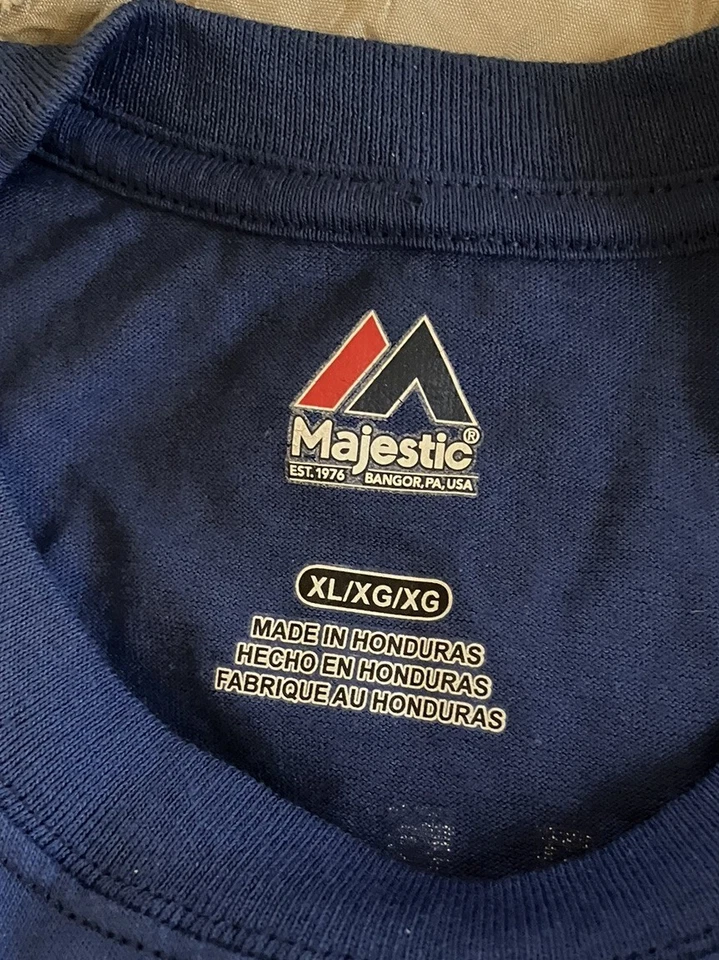 Majestic®
EST. 1976 BANGOR, PA, USA
XL/XG/XG
MADE IN HONDURAS
HECHO EN HONDURAS
FABRIQUE AU HONDURAS